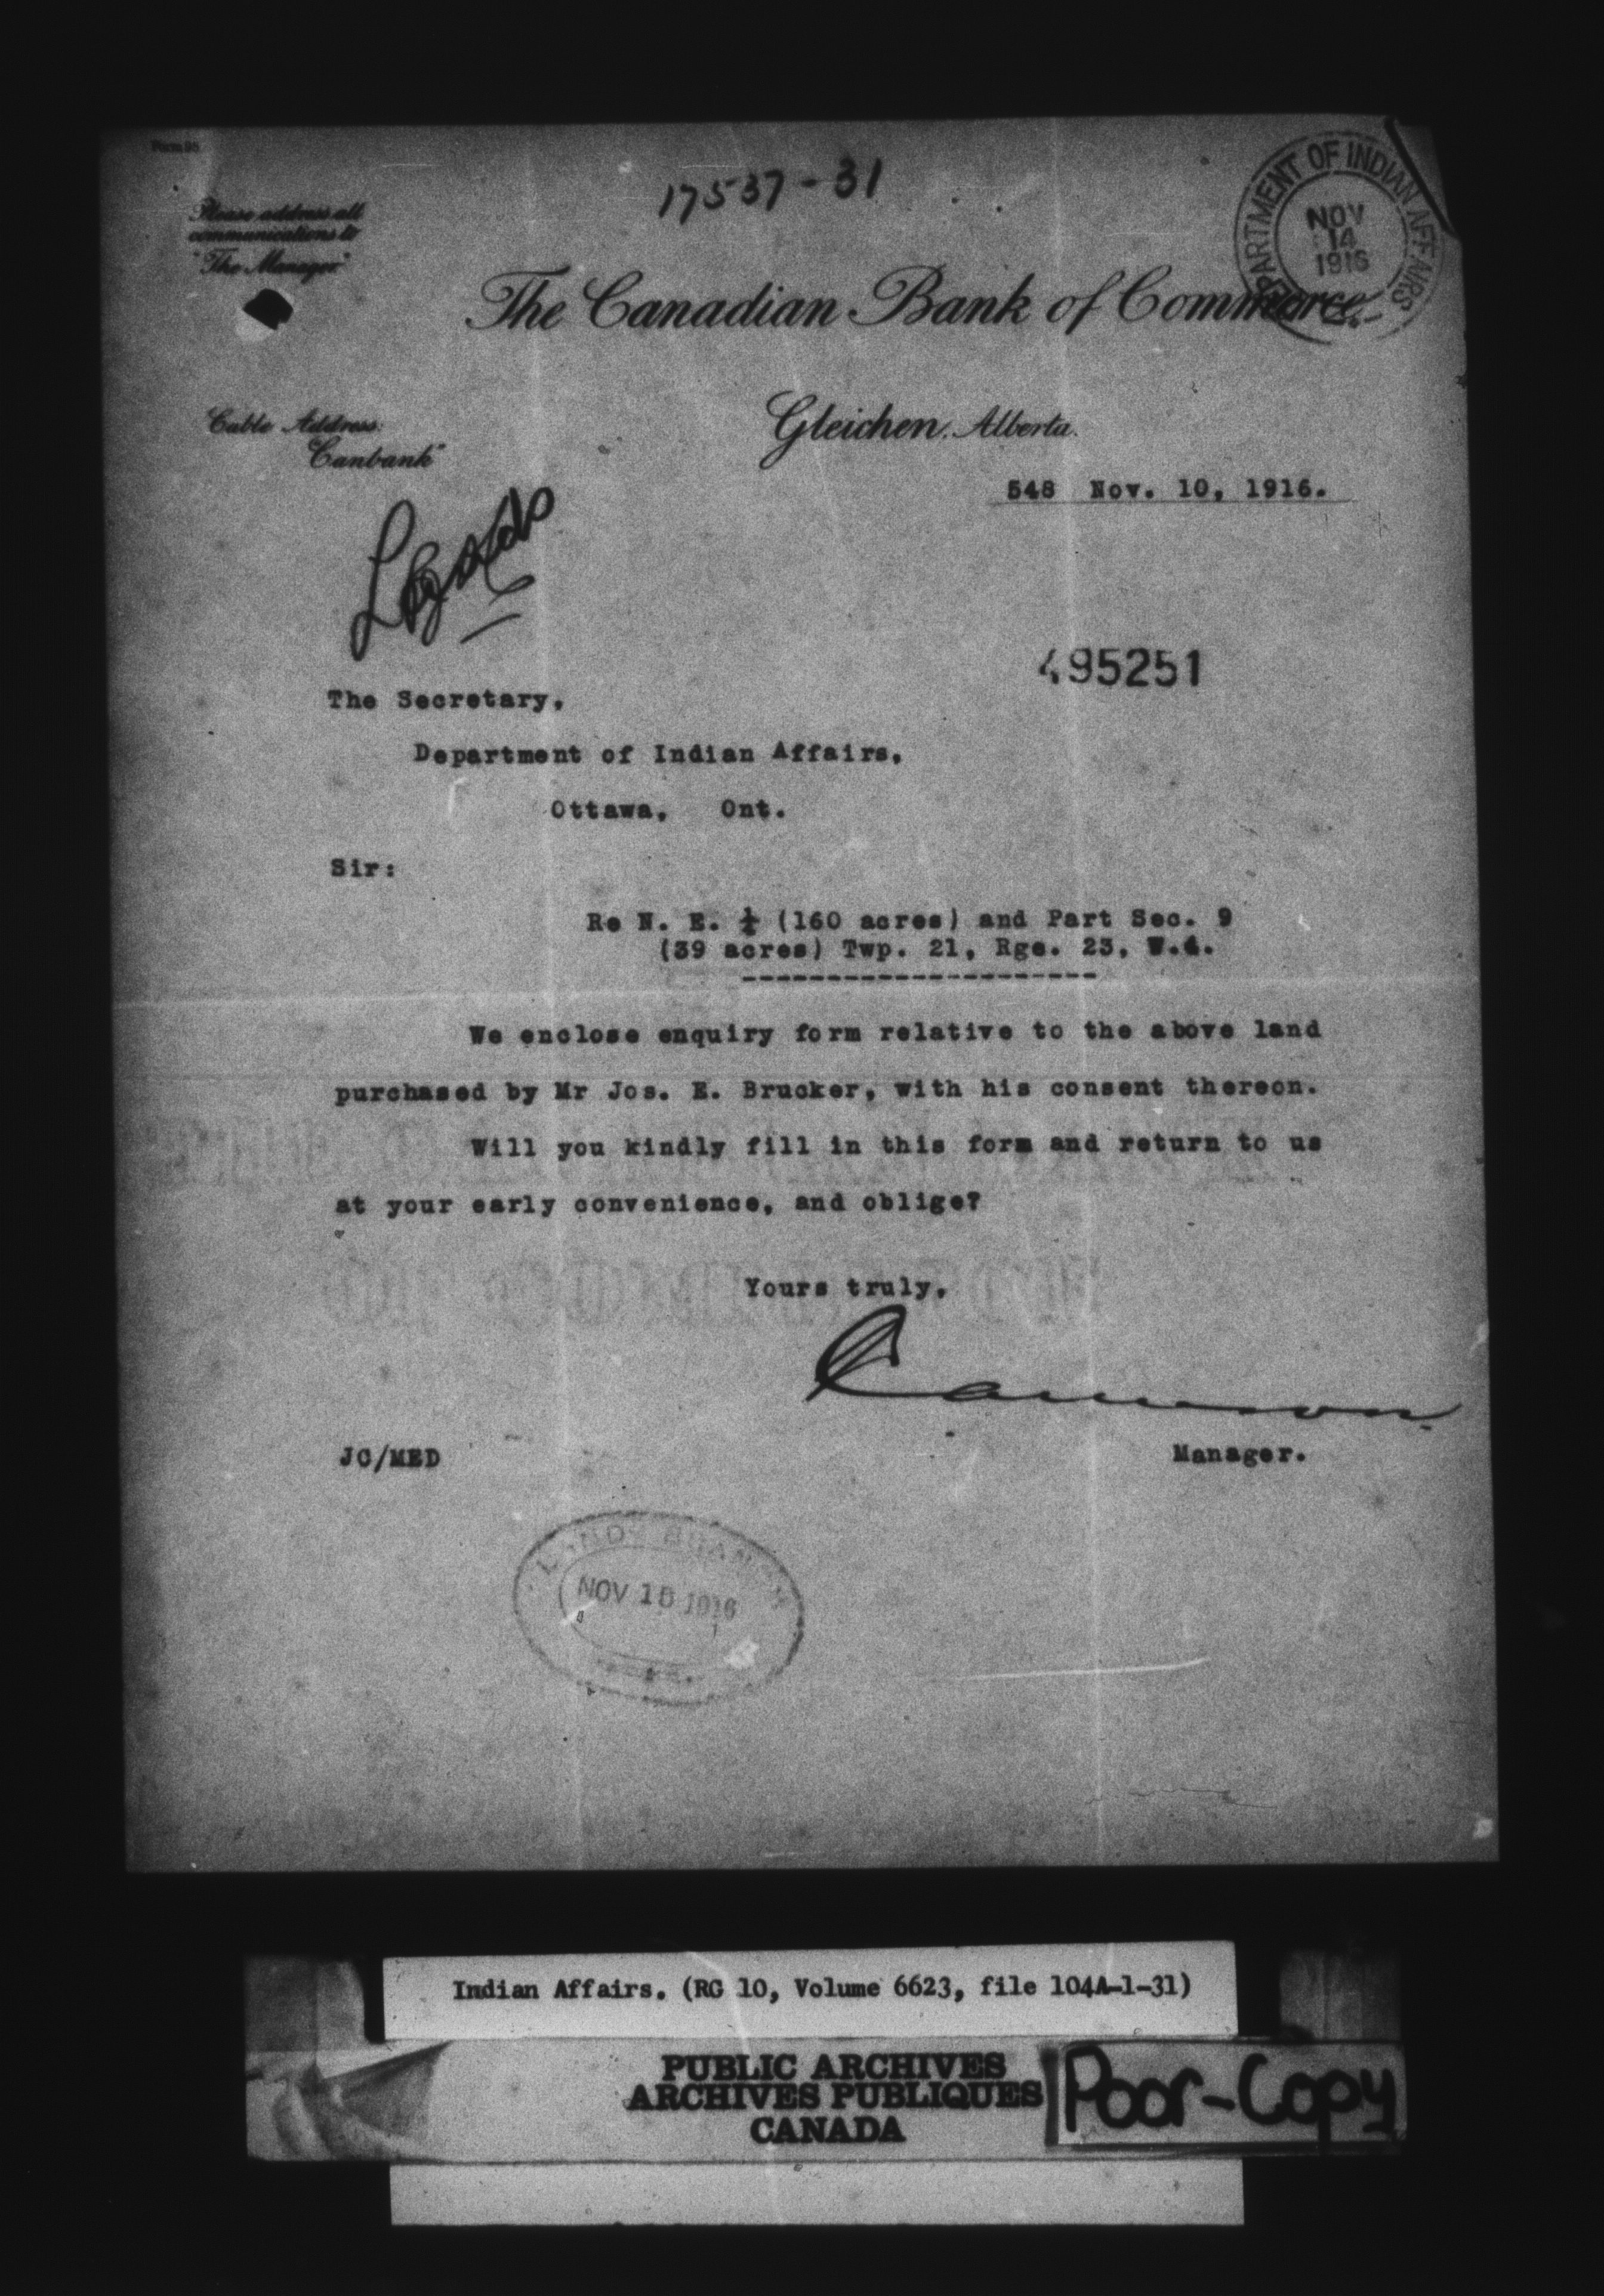 Form 95
17537-31
DEPARTMENT OF INDIAN AFFAIRS
NOV
14
1916
Please address all
communications to
"The Manager"
The Canadian Bank of Commerce
Cable Address:
"Canbank"
Gleichen, Alberta.
548 Nov. 10, 1916.
495251
The Secretary,
Department of Indian Affairs,
Ottawa, Ont.
Sir:
Re N. E. ¼ (160 acres) and Part Sec. 9
(39 acres) Twp. 21, Rge. 23, W.4.
--------------------
We enclose enquiry form relative to the above land
purchased by Mr Jos. E. Brucker, with his consent thereon.
Will you kindly fill in this form and return to us
at your early convenience, and oblige?
Yours truly,
Cameron
JC/MED
Manager.
NOV 1 1916
Indian Affairs. (RG 10, Volume 6623, file 104A-1-31)
PUBLIC ARCHIVES
ARCHIVES PUBLIQUES
CANADA
Poor-Copy